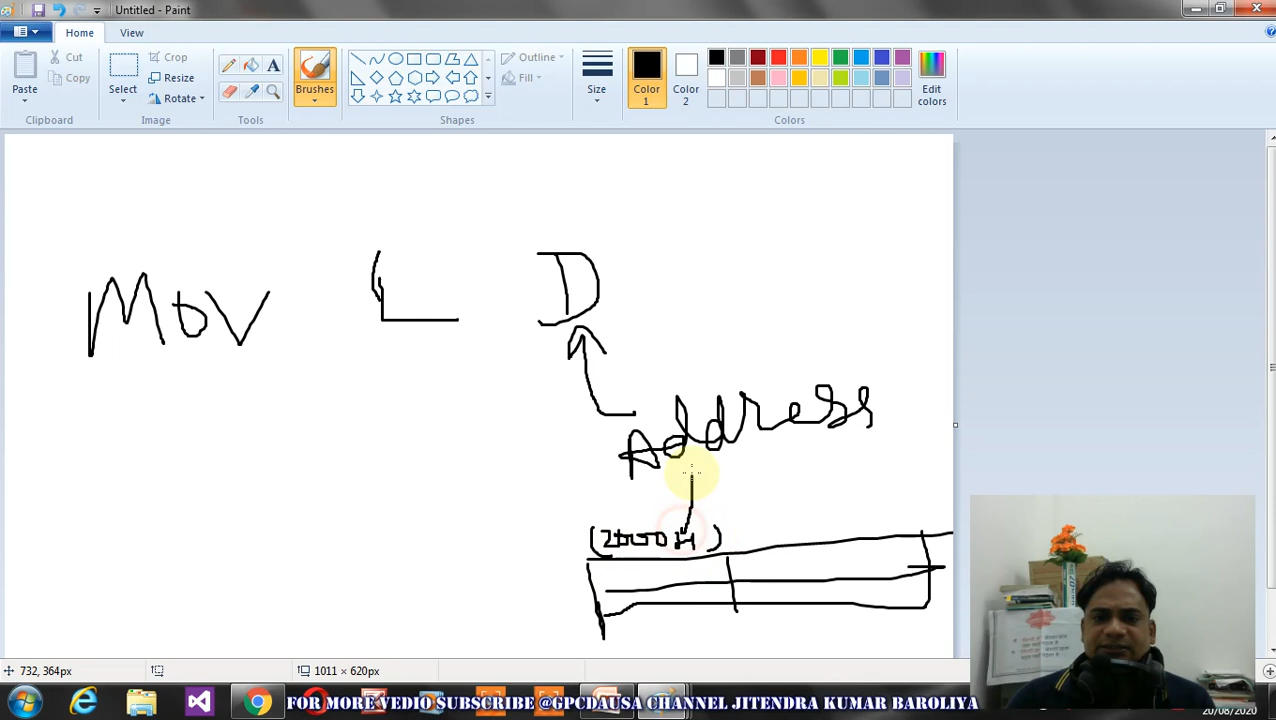 Untitled - Paint
Home View
Paste
Cut
Copy
Clipboard
Select
Crop
Resize
Rotate
Image
Tools
Brushes
Outline
Fill
Shapes
Size
Color 1
Color 2
Edit colors
Colors
Mov L D
Address
(2000H)
732, 364px 1011 × 620px
FOR MORE VEDIO SUBSCRIBE @GPCDAUSA CHANNEL JITENDRA KUMAR BAROLIYA
20/08/2020